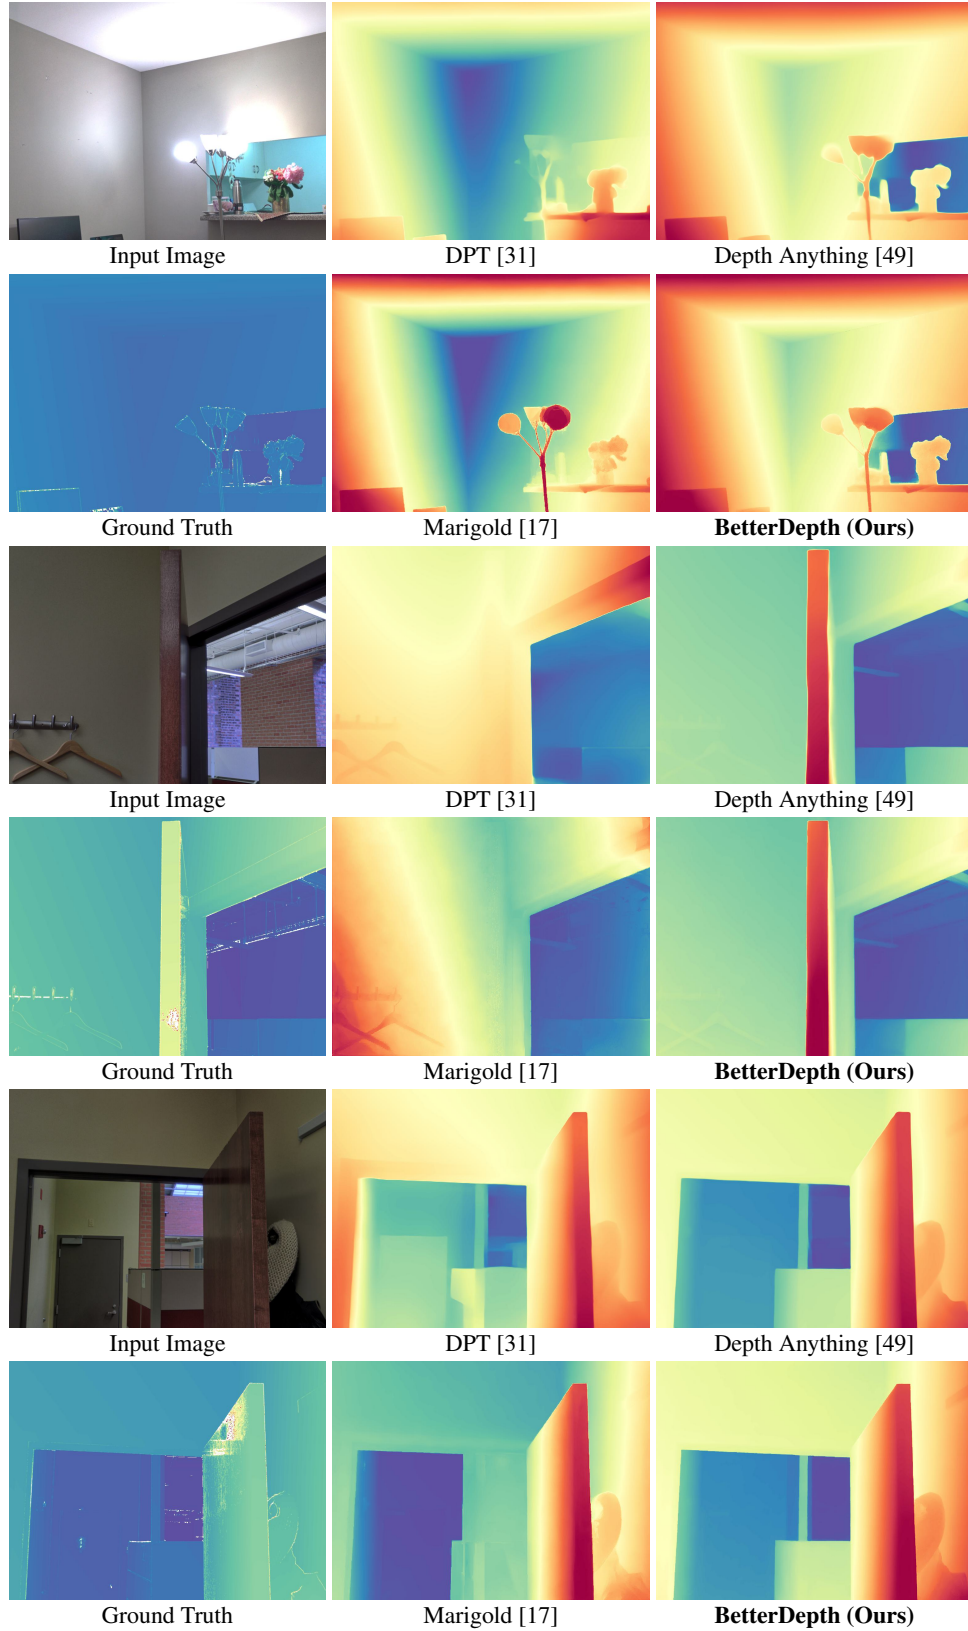 Input Image
DPT [31]
Depth Anything [49]
Ground Truth
Marigold [17]
BetterDepth (Ours)
Input Image
DPT [31]
Depth Anything [49]
Ground Truth
Marigold [17]
BetterDepth (Ours)
Input Image
DPT [31]
Depth Anything [49]
Ground Truth
Marigold [17]
BetterDepth (Ours)